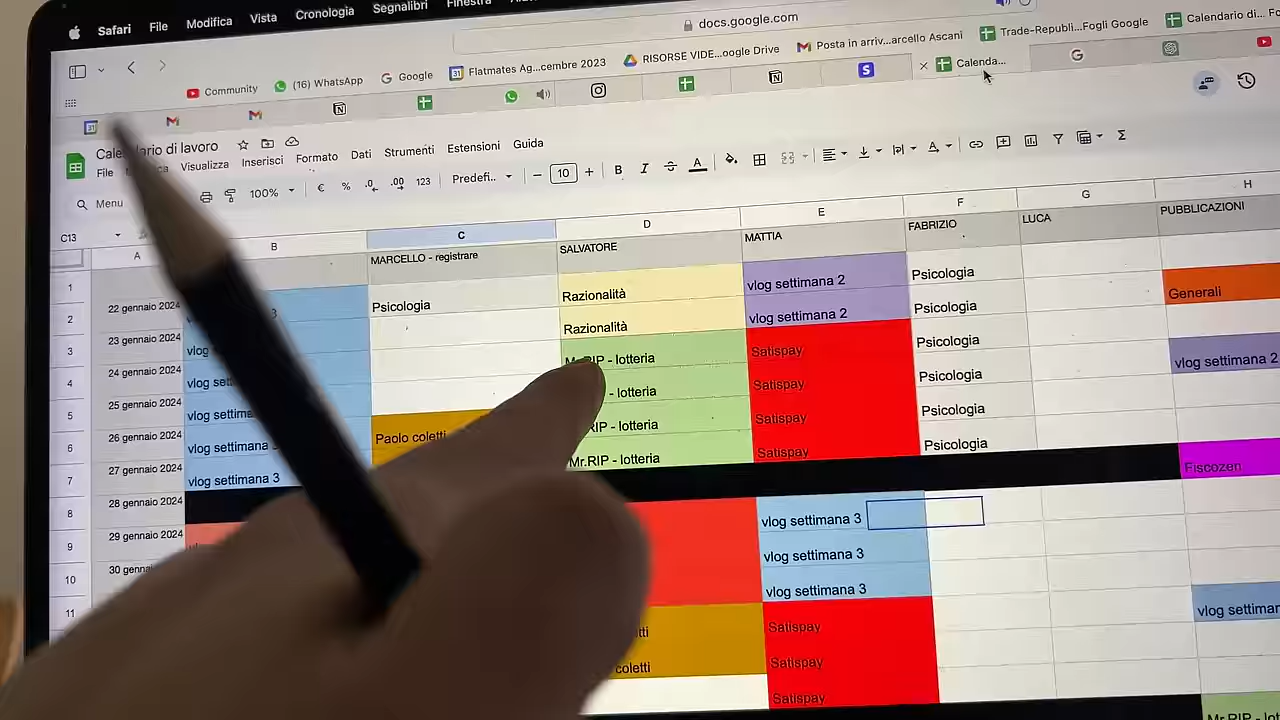 Safari File Modifica Vista Cronologia Segnalibri Finestra
docs.google.com
Community (16) WhatsApp Google Flatmates Ag...cembre 2023 RISORSE VIDE...oogle Drive Posta in arriv...arcello Ascani Trade-Republi...Fogli Google Calendario di...
Calenda...
Calendario di lavoro
File Visualizza Inserisci Formato Dati Strumenti Estensioni Guida
Menu 100% € % .0 .00 123 Predefi... − 10 + B I S A Σ
C13
A B C D E F G H
MARCELLO - registrare SALVATORE MATTIA FABRIZIO LUCA PUBBLICAZIONI
1
22 gennaio 2024 3 Psicologia Razionalità vlog settimana 2 Psicologia Generali
2
23 gennaio 2024 vlog Razionalità vlog settimana 2 Psicologia
3
24 gennaio 2024 vlog set Mr.RIP - lotteria Satispay Psicologia vlog settimana 2
4
25 gennaio 2024 vlog settima - lotteria Satispay Psicologia
5
26 gennaio 2024 vlog settimana 3 Paolo coletti RIP - lotteria Satispay Psicologia
6
27 gennaio 2024 vlog settimana 3 Mr.RIP - lotteria Satispay Psicologia
7
28 gennaio 2024 Fiscozen
8
29 gennaio 2024 vlog settimana 3
9
30 genna vlog settimana 3
10
vlog settimana 3
11
etti Satispay vlog settimar
coletti Satispay
Satispay
Mr.RIP - lot